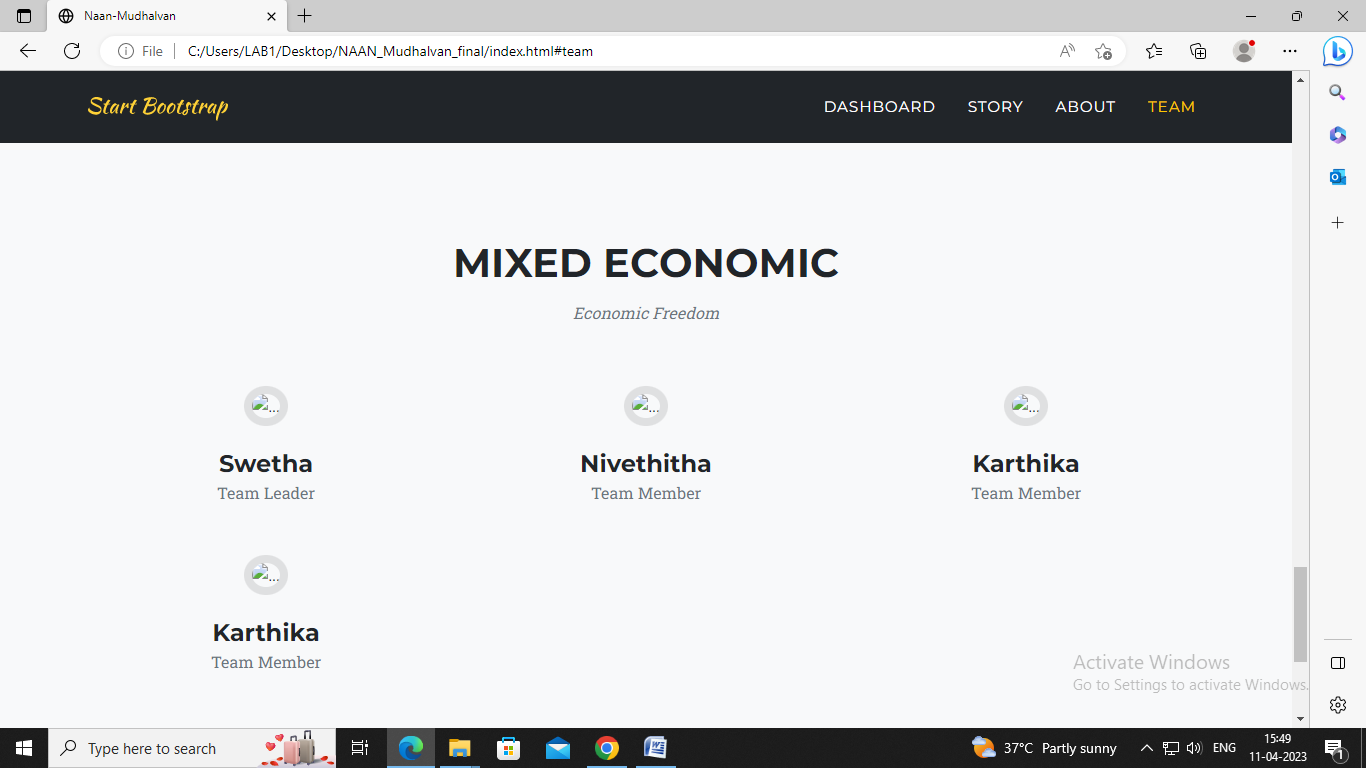 Naan-Mudhalvan
File
C:/Users/LAB1/Desktop/NAAN_Mudhalvan_final/index.html#team
Start Bootstrap
DASHBOARD STORY ABOUT TEAM
MIXED ECONOMIC
Economic Freedom
... ... ...
Swetha Nivethitha Karthika
Team Leader Team Member Team Member
...
Karthika
Team Member
Activate Windows
Go to Settings to activate Windows.
Type here to search
37°C Partly sunny
ENG
15:49
11-04-2023
1